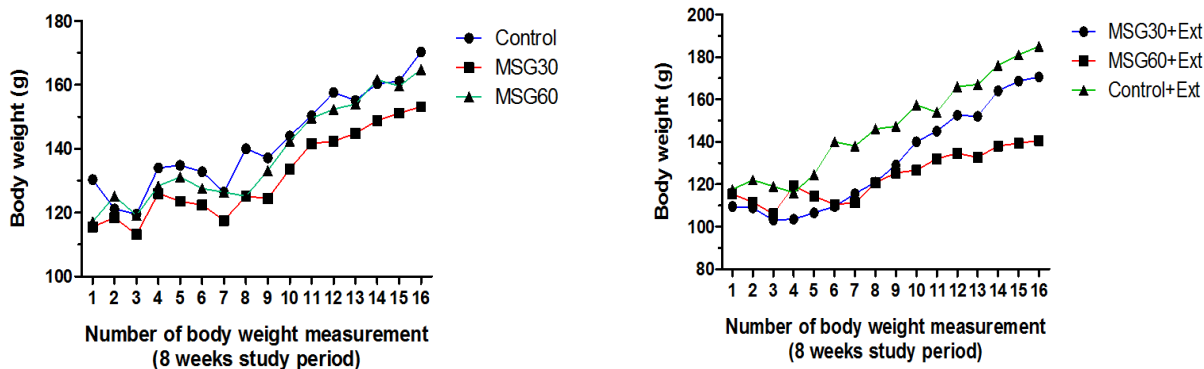 180
160
140
120
100
Body weight (g)
1 2 3 4 5 6 7 8 9 10 11 12 13 14 15 16
Number of body weight measurement
(8 weeks study period)
Control
MSG30
MSG60
200
180
160
140
120
100
80
Body weight (g)
1 2 3 4 5 6 7 8 9 10 11 12 13 14 15 16
Number of body weight measurement
(8 weeks study period)
MSG30+Ext
MSG60+Ext
Control+Ext